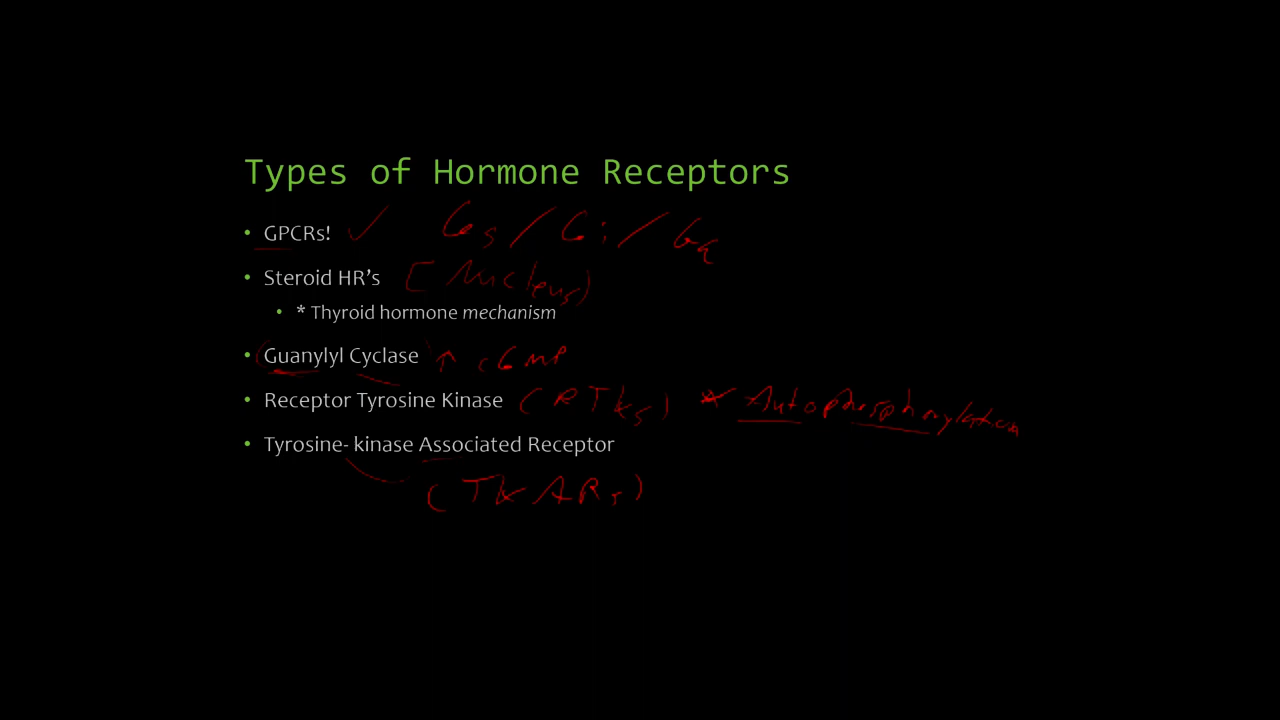 Types of Hormone Receptors
• GPCRs! ✓ Gs / Gi / Gq
• Steroid HR's [Nucleus)
• * Thyroid hormone mechanism
• Guanylyl Cyclase ↑ cGMP
• Receptor Tyrosine Kinase (RTKs) * Autophosphorylation
• Tyrosine- kinase Associated Receptor
(TKARs)